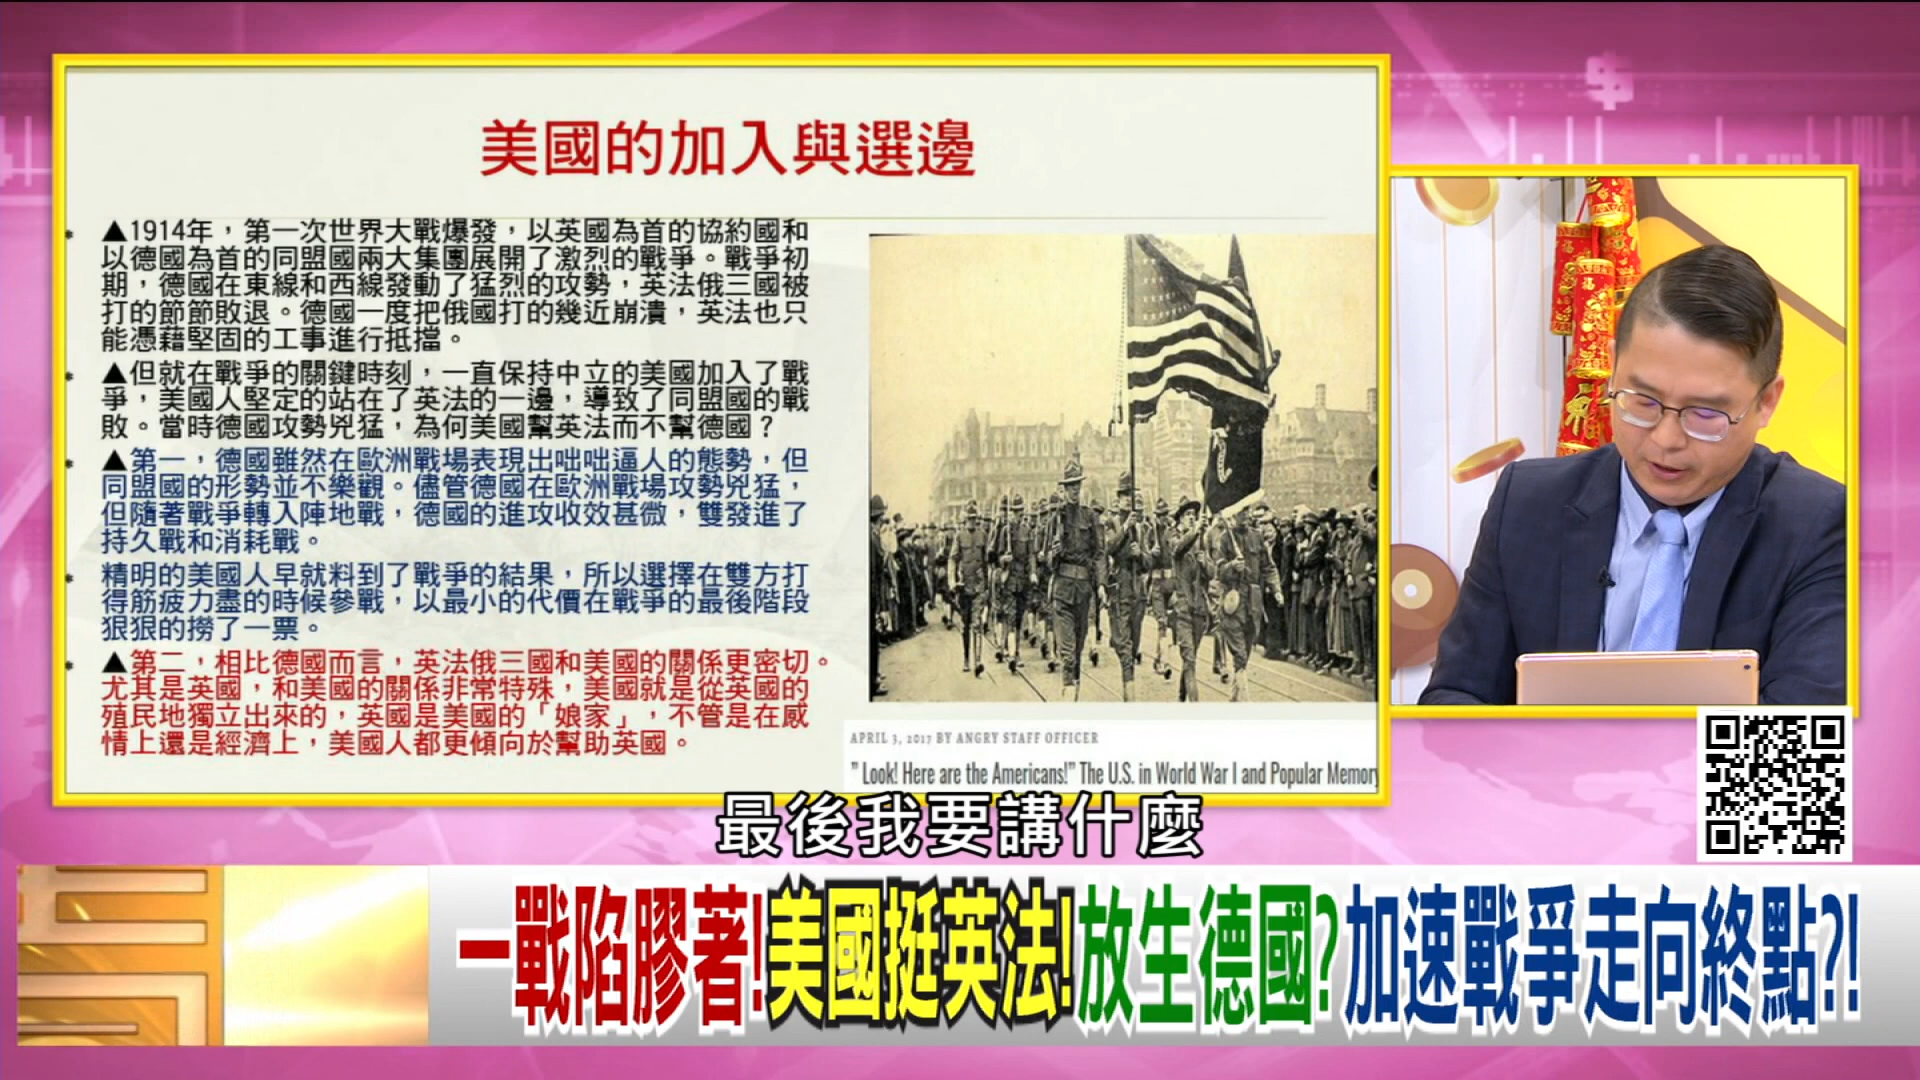 美國的加入與選邊
▲1914年，第一次世界大戰爆發，以英國為首的協約國和
以德國為首的同盟國兩大集團展開了激烈的戰爭。戰爭初
期，德國在東線和西線發動了猛烈的攻勢，英法俄三國被
打的節節敗退。德國一度把俄國打的幾近崩潰，英法也只
能憑藉堅固的工事進行抵擋。
▲但就在戰爭的關鍵時刻，一直保持中立的美國加入了戰
爭，美國人堅定的站在了英法的一邊，導致了同盟國的戰
敗。當時德國攻勢兇猛，為何美國幫英法而不幫德國？
▲第一，德國雖然在歐洲戰場表現出咄咄逼人的態勢，但
同盟國的形勢並不樂觀。儘管德國在歐洲戰場攻勢兇猛，
但隨著戰爭轉入陣地戰，德國的進攻收效甚微，雙發進了
持久戰和消耗戰。
精明的美國人早就料到了戰爭的結果，所以選擇在雙方打
得筋疲力盡的時候參戰，以最小的代價在戰爭的最後階段
狠狠的撈了一票。
▲第二，相比德國而言，英法俄三國和美國的關係更密切。
尤其是英國，和美國的關係非常特殊，美國就是從英國的
殖民地獨立出來的，英國是美國的「娘家」，不管是在感
情上還是經濟上，美國人都更傾向於幫助英國。
APRIL 3, 2017 BY ANGRY STAFF OFFICER
" Look! Here are the Americans!" The U.S. in World War I and Popular Memory
最後我要講什麼
一戰陷膠著!美國挺英法!放生德國?加速戰爭走向終點?!